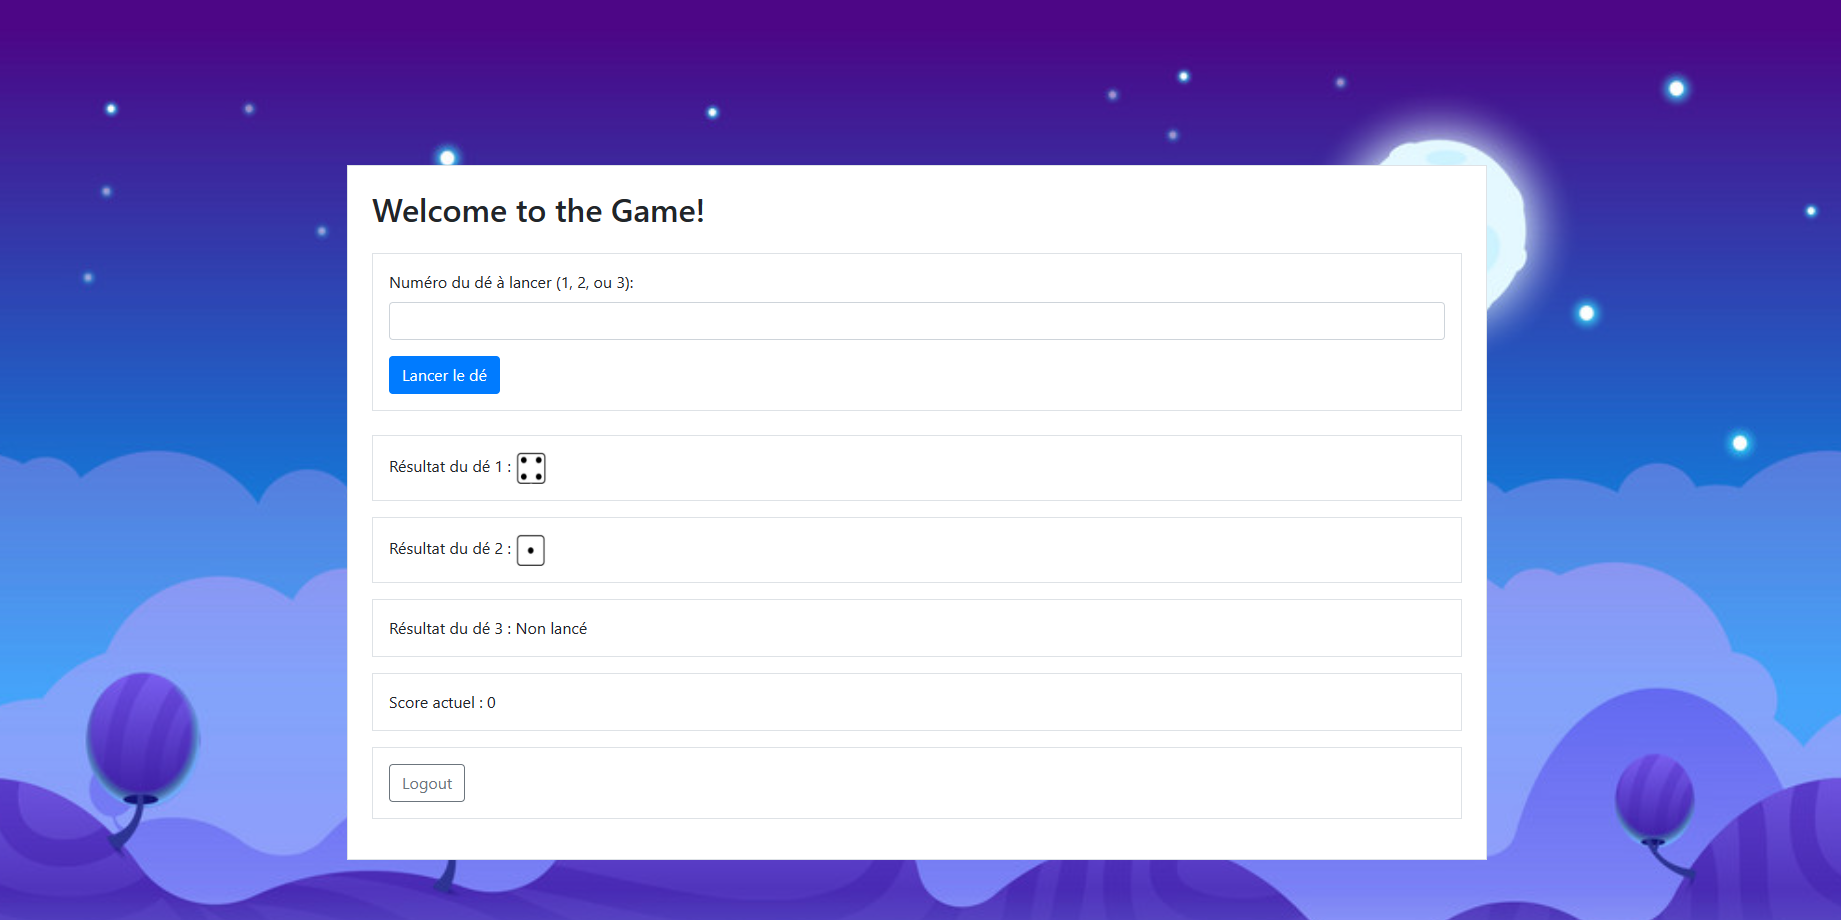 Welcome to the Game!
Numéro du dé à lancer (1, 2, ou 3):
Lancer le dé
Résultat du dé 1 :
Résultat du dé 2 :
Résultat du dé 3 : Non lancé
Score actuel : 0
Logout